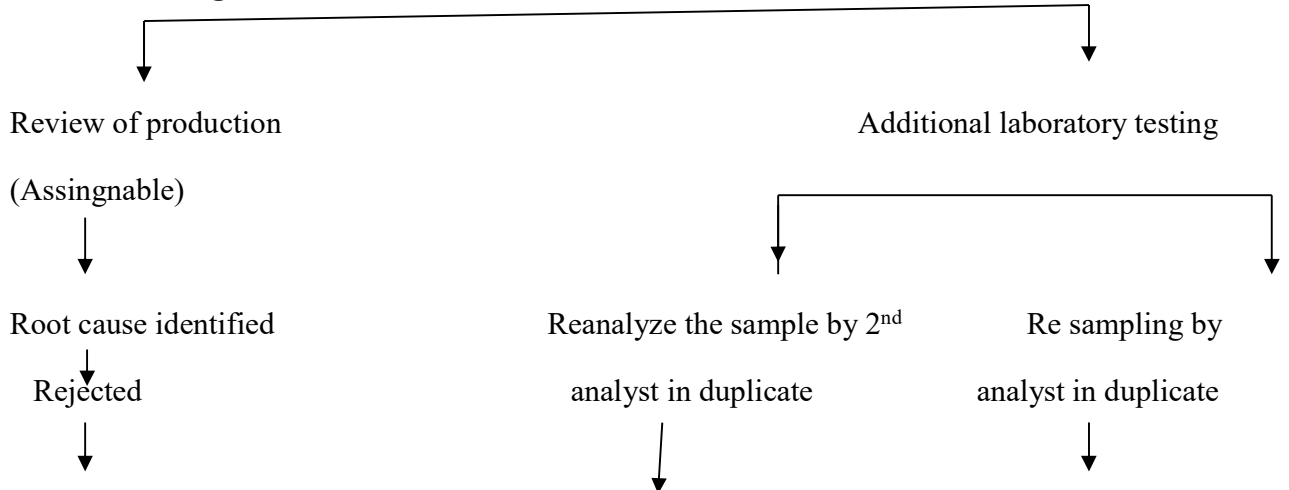 Review of production
Additional laboratory testing
(Assingnable)
Root cause identified
Reanalyze the sample by 2nd
Re sampling by
Rejected
analyst in duplicate
analyst in duplicate